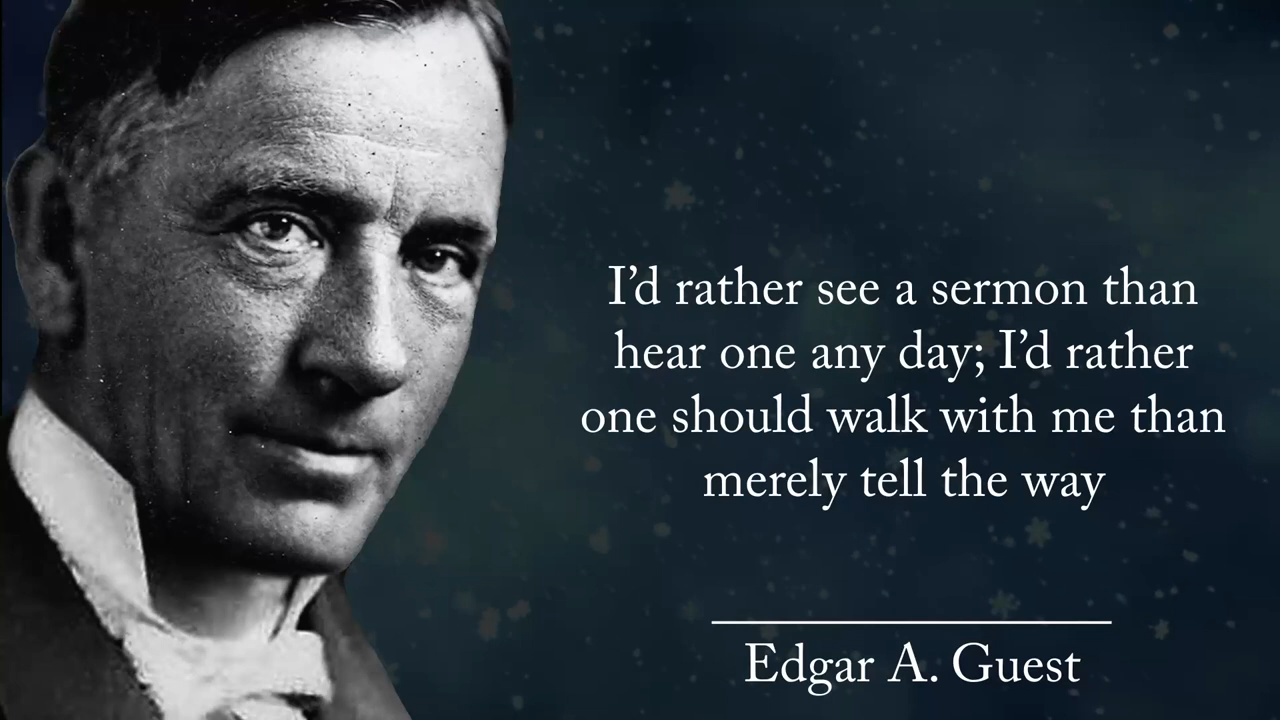 I’d rather see a sermon than
hear one any day; I’d rather
one should walk with me than
merely tell the way
Edgar A. Guest